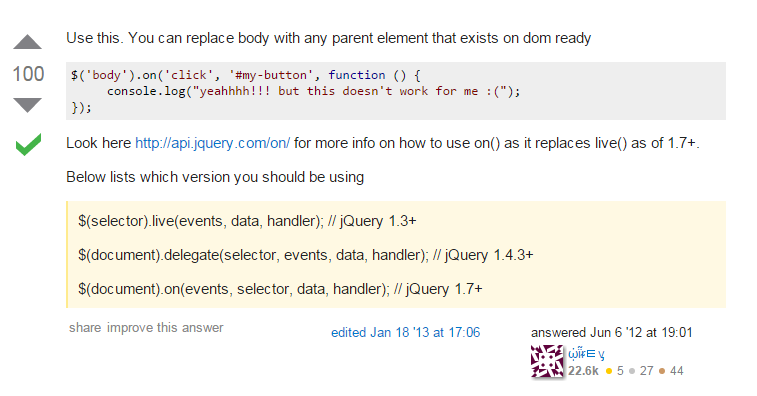 Use this. You can replace body with any parent element that exists on dom ready
100
$('body').on('click', '#my-button', function () {
console.log("yeahhhh!!! but this doesn't work for me :(");
});
Look here http://api.jquery.com/on/ for more info on how to use on() as it replaces live() as of 1.7+.
Below lists which version you should be using
$(selector).live(events, data, handler); // jQuery 1.3+
$(document).delegate(selector, events, data, handler); // jQuery 1.4.3+
$(document).on(events, selector, data, handler); // jQuery 1.7+
share improve this answer
edited Jan 18 '13 at 17:06
answered Jun 6 '12 at 19:01
22.6k 5 27 44